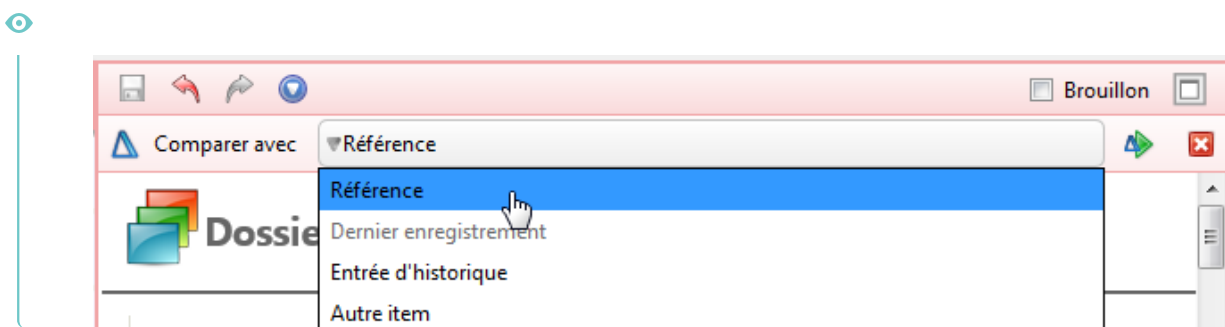 Brouillon
Comparer avec Référence
Référence
Dossie
Dernier enregistrement
Entrée d'historique
Autre item